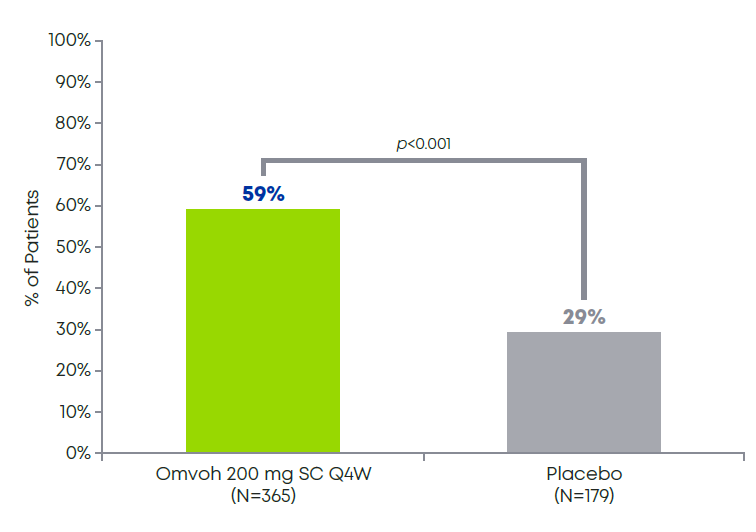 100%
90%
80%
70%
60%
50%
40%
30%
20%
10%
0%
% of Patients
p<0.001
59%
29%
Omvoh 200 mg SC Q4W
(N=365)
Placebo
(N=179)